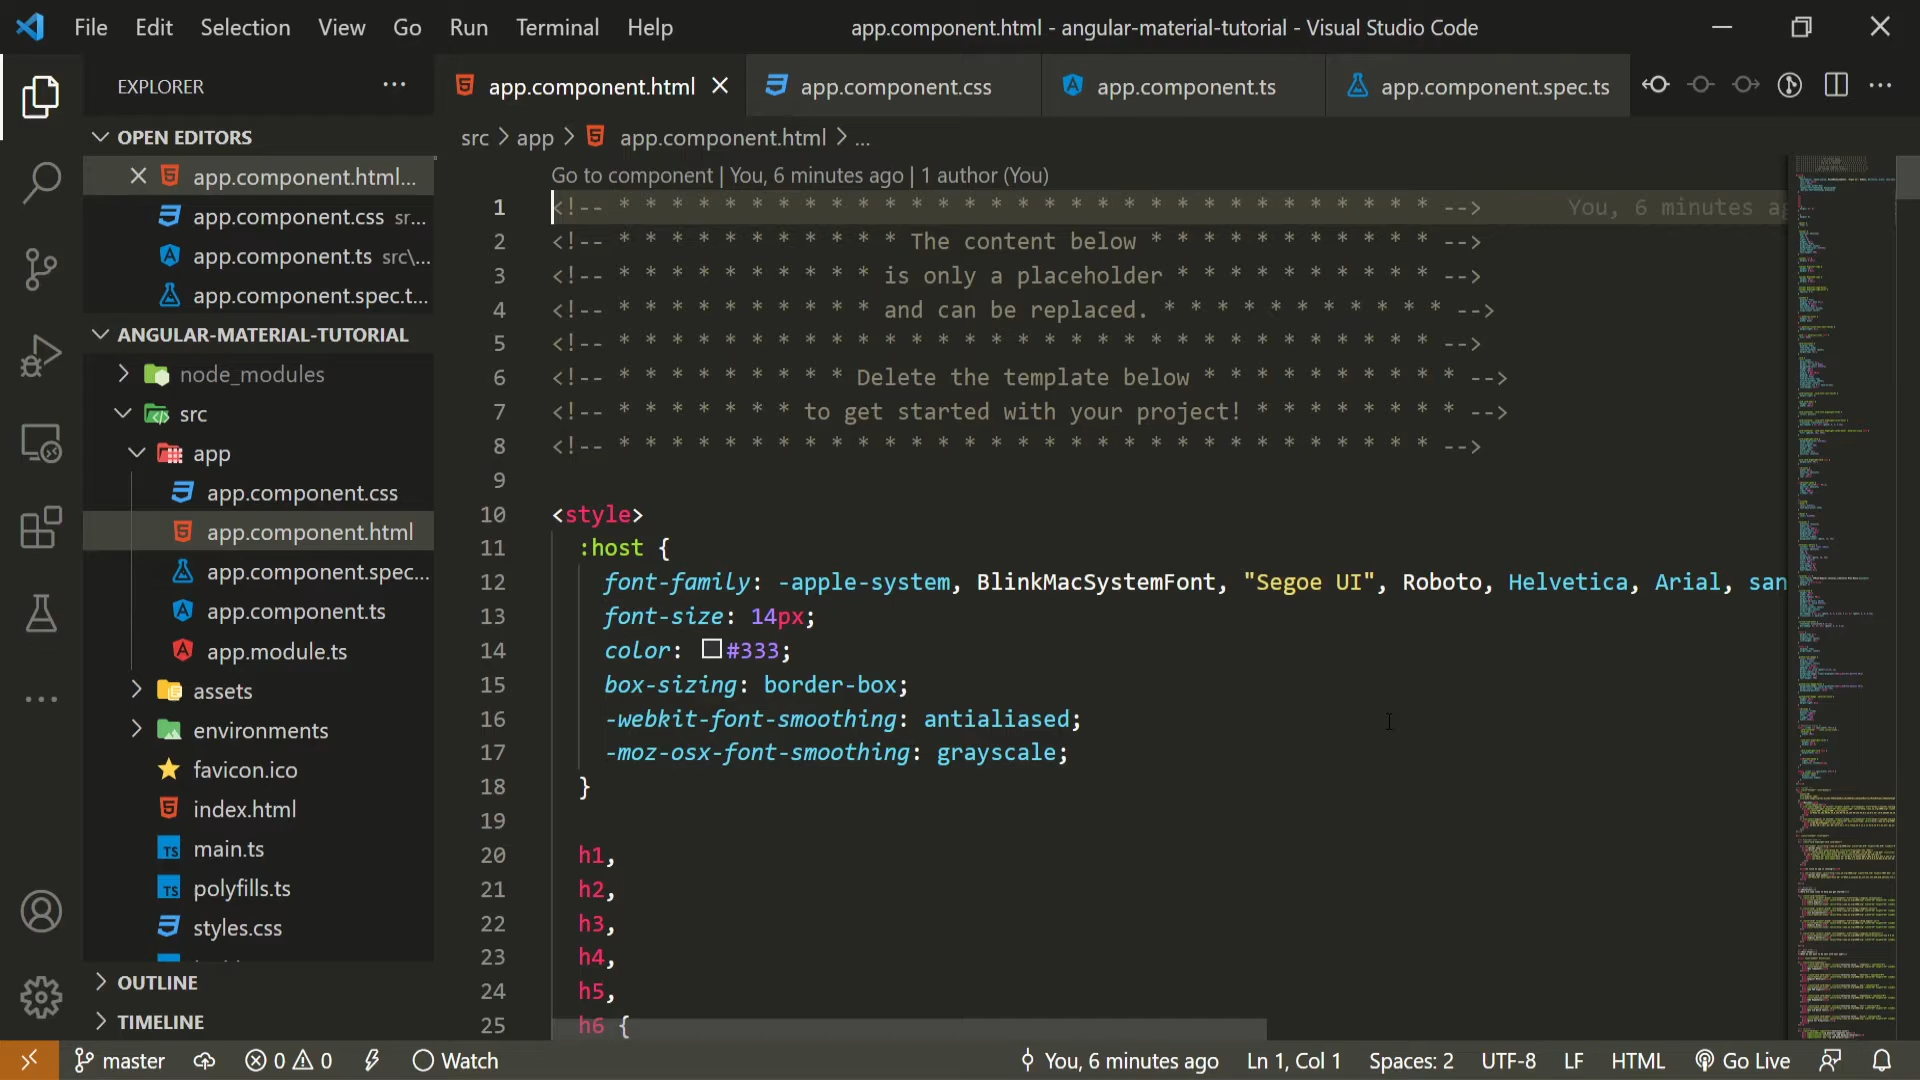 File Edit Selection View Go Run Terminal Help
app.component.html - angular-material-tutorial - Visual Studio Code
EXPLORER
app.component.html
app.component.css
app.component.ts
app.component.spec.ts
OPEN EDITORS
app.component.html...
app.component.css sr...
app.component.ts src\...
app.component.spec.t...
ANGULAR-MATERIAL-TUTORIAL
node_modules
src
app
app.component.css
app.component.html
app.component.spec...
app.component.ts
app.module.ts
assets
environments
favicon.ico
index.html
main.ts
polyfills.ts
styles.css
OUTLINE
TIMELINE
src > app > app.component.html > ...
Go to component | You, 6 minutes ago | 1 author (You)
1 <!-- * * * * * * * * * * * * * * * * * * * * * * * * * * * * * * * --> You, 6 minutes ag
2 <!-- * * * * * * * * * * * The content below * * * * * * * * * * * -->
3 <!-- * * * * * * * * * * is only a placeholder * * * * * * * * * * -->
4 <!-- * * * * * * * * * * and can be replaced. * * * * * * * * * * * -->
5 <!-- * * * * * * * * * * * * * * * * * * * * * * * * * * * * * * * -->
6 <!-- * * * * * * * * * Delete the template below * * * * * * * * * * -->
7 <!-- * * * * * * * to get started with your project! * * * * * * * * -->
8 <!-- * * * * * * * * * * * * * * * * * * * * * * * * * * * * * * * -->
9
10 <style>
11 :host {
12 font-family: -apple-system, BlinkMacSystemFont, "Segoe UI", Roboto, Helvetica, Arial, san
13 font-size: 14px;
14 color: #333;
15 box-sizing: border-box;
16 -webkit-font-smoothing: antialiased;
17 -moz-osx-font-smoothing: grayscale;
18 }
19
20 h1,
21 h2,
22 h3,
23 h4,
24 h5,
25 h6 {
master 0 0 Watch You, 6 minutes ago Ln 1, Col 1 Spaces: 2 UTF-8 LF HTML Go Live